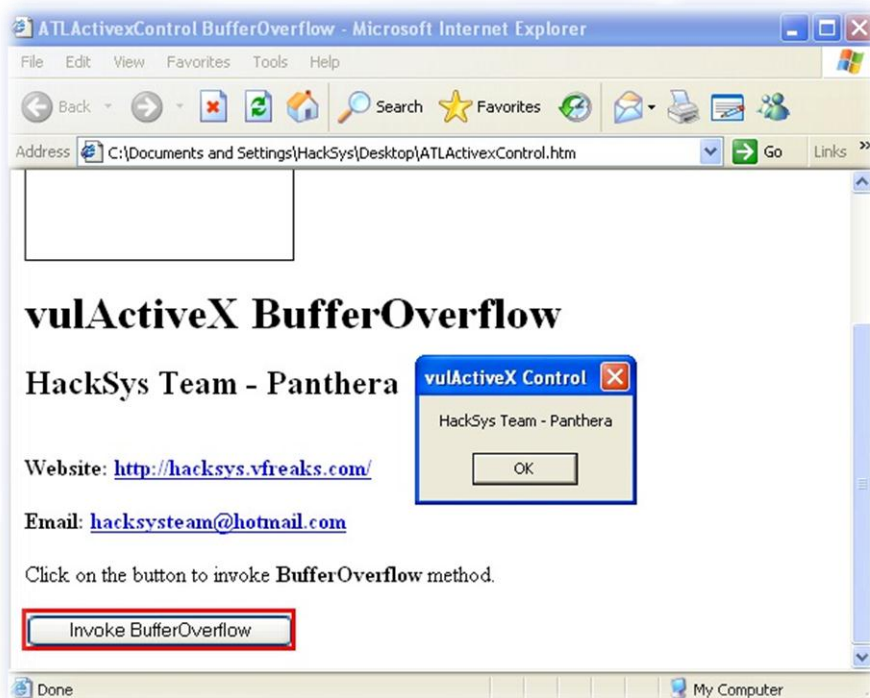 ATLActivexControl BufferOverflow - Microsoft Internet Explorer
File Edit View Favorites Tools Help
Back Search Favorites
Address C:\Documents and Settings\HackSys\Desktop\ATLActivexControl.htm Go Links »
vulActiveX BufferOverflow
HackSys Team - Panthera
vulActiveX Control
HackSys Team - Panthera
OK
Website: http://hacksys.vfreaks.com/
Email: hacksysteam@hotmail.com
Click on the button to invoke BufferOverflow method.
Invoke BufferOverflow
Done My Computer